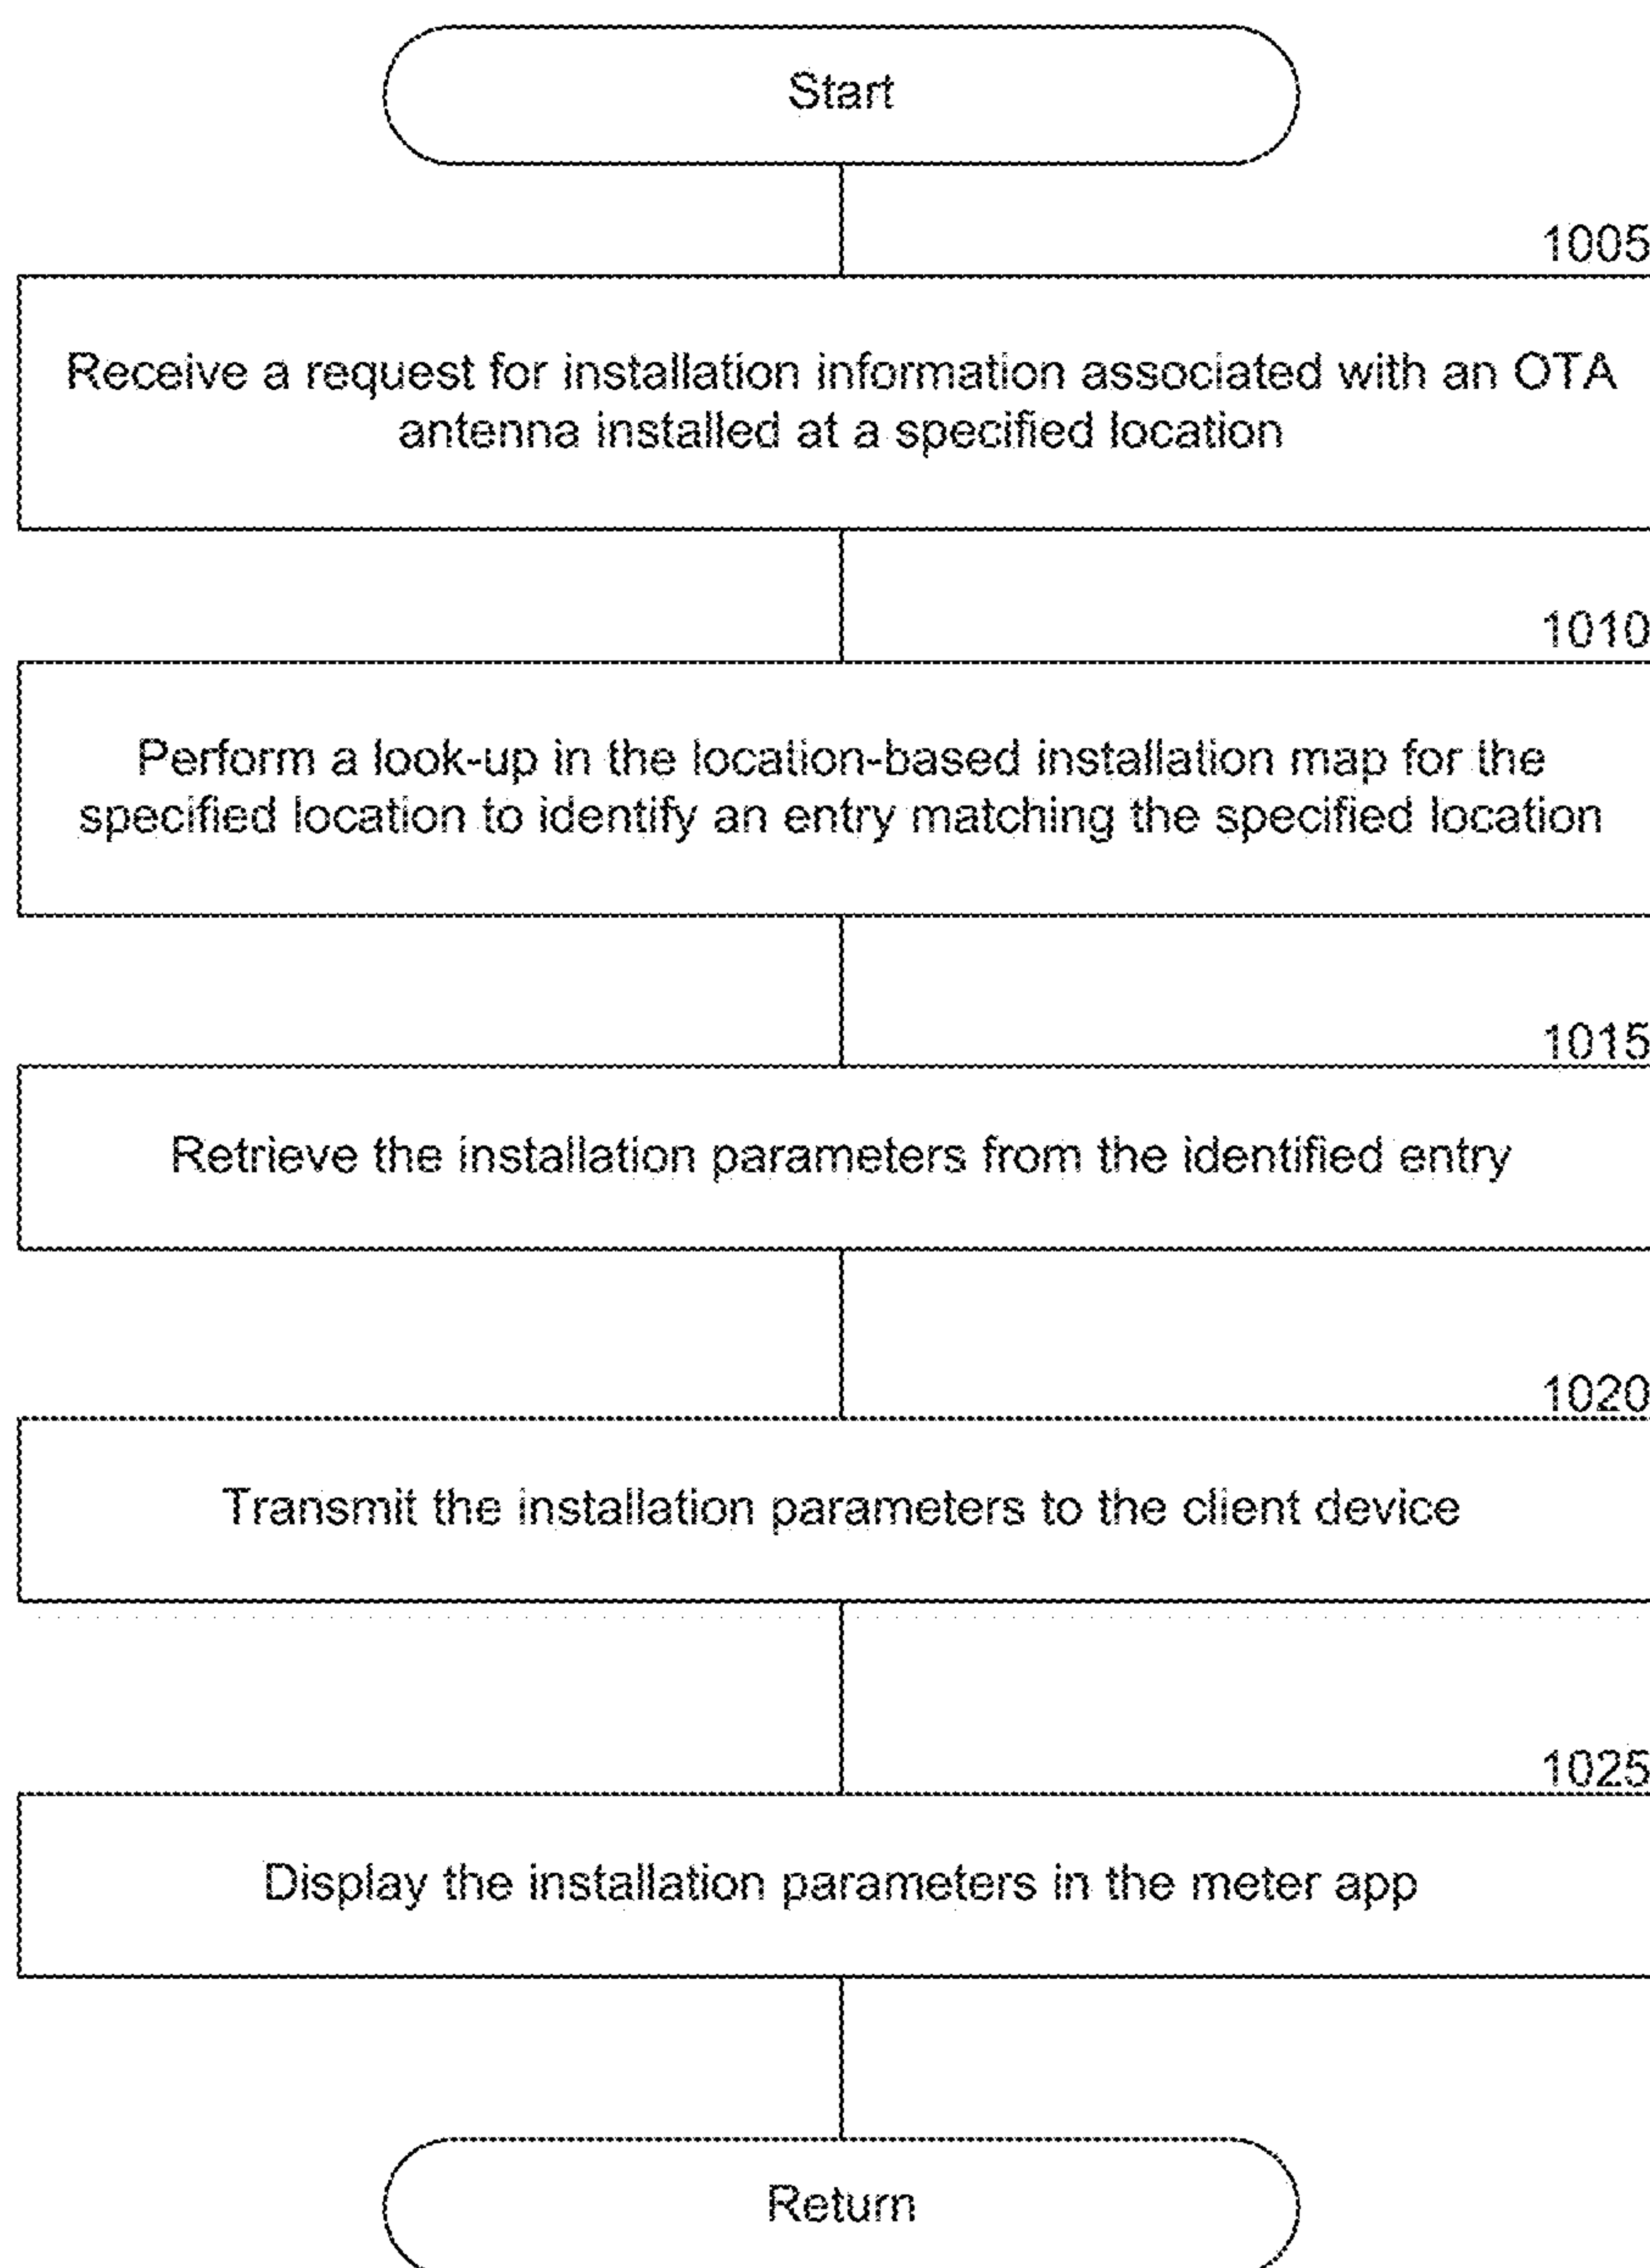 Start
1005
Receive a request for installation information associated with an OTA
antenna installed at a specified location
1010
Perform a look-up in the location-based installation map for the
specified location to identify an entry matching the specified location
1015
Retrieve the installation parameters from the identified entry
1020
Transmit the installation parameters to the client device
1025
Display the installation parameters in the meter app
Return